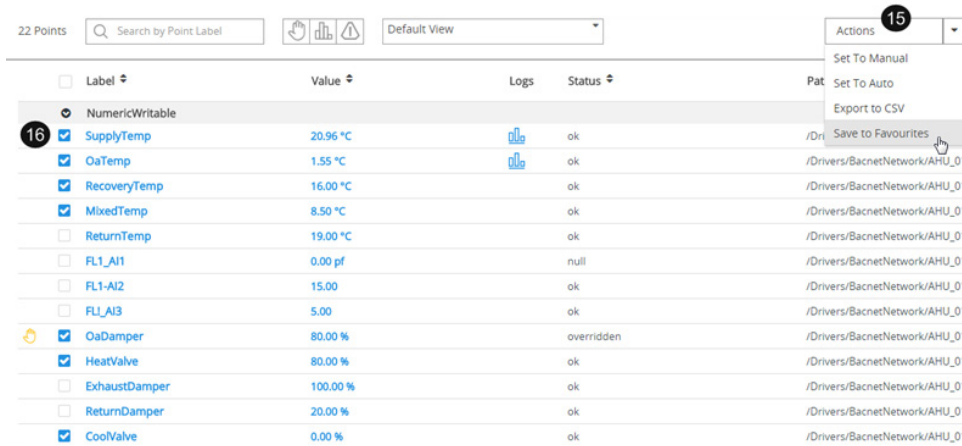 15
22 Points Search by Point Label Default View Actions
Set To Manual
Label Value Logs Status Pat Set To Auto
Export to CSV
NumericWritable
16 SupplyTemp 20.96 °C ok /Dri Save to Favourites
OaTemp 1.55 °C ok /Drivers/BacnetNetwork/AHU_0
RecoveryTemp 16.00 °C ok /Drivers/BacnetNetwork/AHU_0
MixedTemp 8.50 °C ok /Drivers/BacnetNetwork/AHU_0
ReturnTemp 19.00 °C ok /Drivers/BacnetNetwork/AHU_0
FL1_AI1 0.00 pf null /Drivers/BacnetNetwork/AHU_0
FL1-AI2 15.00 ok /Drivers/BacnetNetwork/AHU_0
FL!_AI3 5.00 ok /Drivers/BacnetNetwork/AHU_0
OaDamper 80.00 % overridden /Drivers/BacnetNetwork/AHU_0
HeatValve 80.00 % ok /Drivers/BacnetNetwork/AHU_0
ExhaustDamper 100.00 % ok /Drivers/BacnetNetwork/AHU_0
ReturnDamper 20.00 % ok /Drivers/BacnetNetwork/AHU_0
CoolValve 0.00 % ok /Drivers/BacnetNetwork/AHU_0